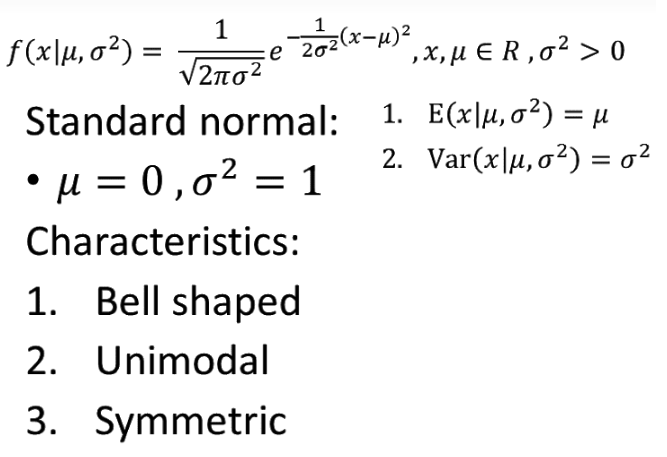 f(x|μ, σ²) = 1/√(2πσ²) e^(−1/(2σ²)(x−μ)²) , x, μ ∈ R , σ² > 0
Standard normal:
• μ = 0 , σ² = 1
1. E(x|μ, σ²) = μ
2. Var(x|μ, σ²) = σ²
Characteristics:
1. Bell shaped
2. Unimodal
3. Symmetric